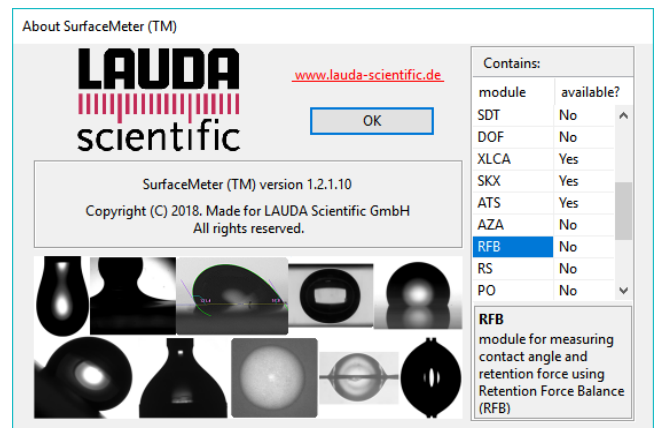 About SurfaceMeter (TM)
LAUDA
scientific
www.lauda-scientific.de
OK
SurfaceMeter (TM) version 1.2.1.10
Copyright (C) 2018. Made for LAUDA Scientific GmbH
All rights reserved.
Contains:
module available?
SDT No
DOF No
XLCA Yes
SKX Yes
ATS Yes
AZA No
RFB No
RS No
PO No
RFB
module for measuring
contact angle and
retention force using
Retention Force Balance
(RFB)